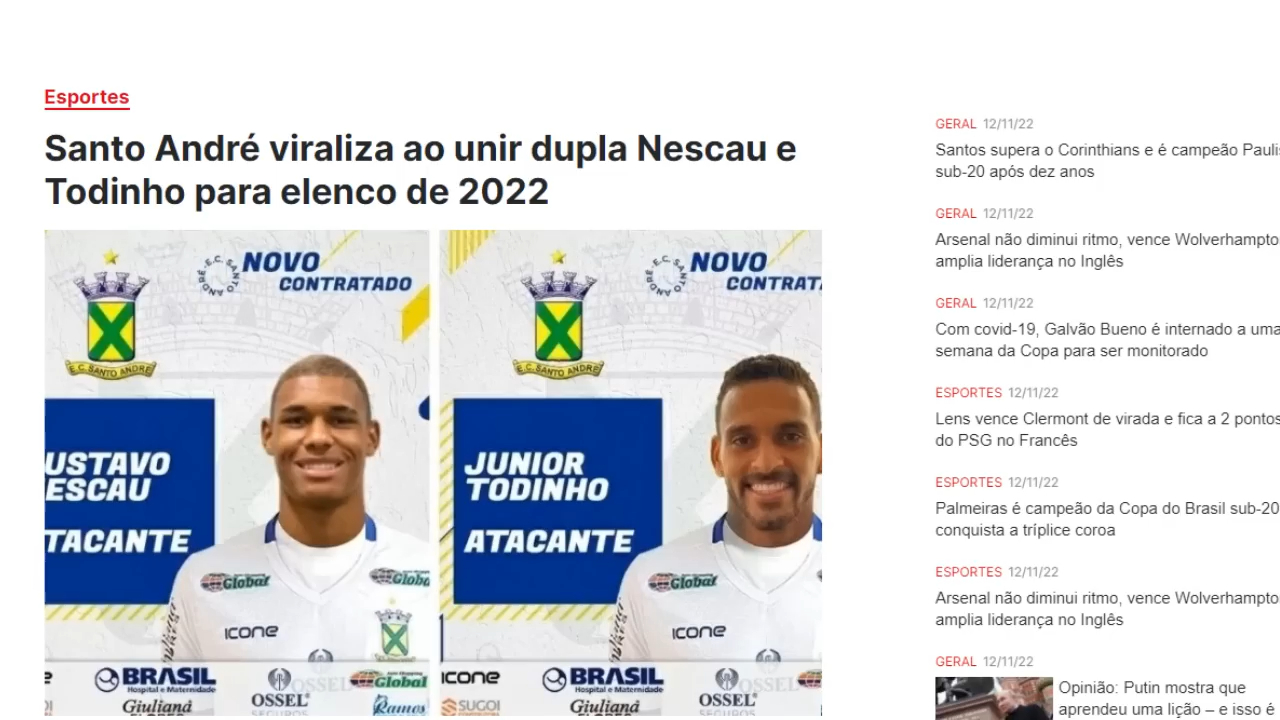 Esportes
Santo André viraliza ao unir dupla Nescau e
Todinho para elenco de 2022
NOVO
CONTRATADO
E.C. SANTO ANDRÉ
E.C. SANTO ANDRÉ
USTAVO
ESCAU
TACANTE
Global
Global
ICONE
BRASIL
Hospital e Maternidade
Giuliana
FLORES
OSSEL
SEGUROS
Global
Ramos
NOVO
CONTRAT
E.C. SANTO ANDRÉ
E.C. SANTO ANDRÉ
JUNIOR
TODINHO
ATACANTE
Global
ICONE
ICONE
SUGOI
BRASIL
Hospital e Maternidade
Giuliana
FLORES
OSSEL
SEGUROS
GERAL 12/11/22
Santos supera o Corinthians e é campeão Paulis
sub-20 após dez anos
GERAL 12/11/22
Arsenal não diminui ritmo, vence Wolverhampto
amplia liderança no Inglês
GERAL 12/11/22
Com covid-19, Galvão Bueno é internado a uma
semana da Copa para ser monitorado
ESPORTES 12/11/22
Lens vence Clermont de virada e fica a 2 pontos
do PSG no Francês
ESPORTES 12/11/22
Palmeiras é campeão da Copa do Brasil sub-20
conquista a tríplice coroa
ESPORTES 12/11/22
Arsenal não diminui ritmo, vence Wolverhampto
amplia liderança no Inglês
GERAL 12/11/22
Opinião: Putin mostra que
aprendeu uma lição – e isso é